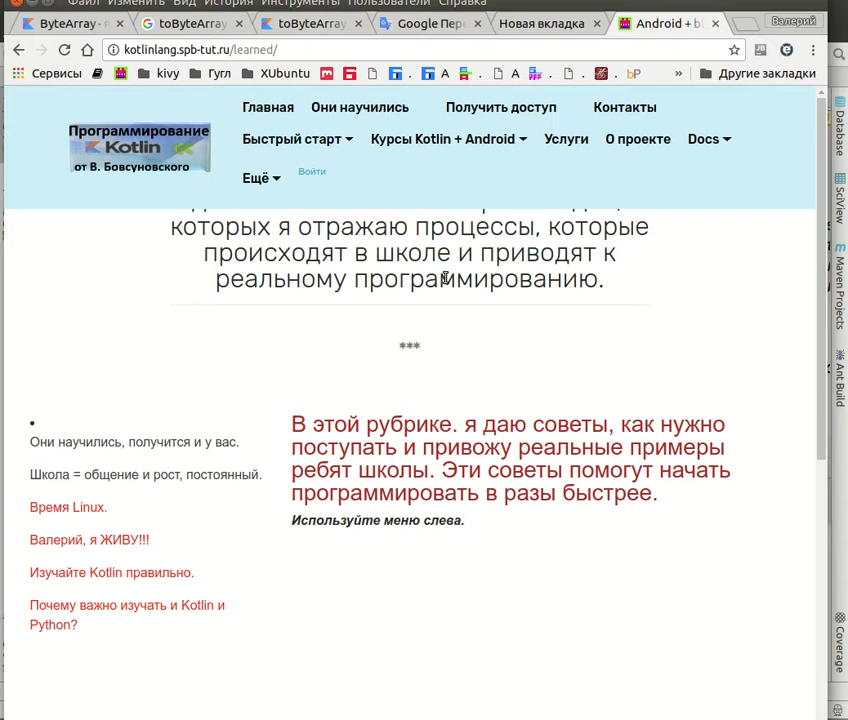 Файл Изменить Вид История Инструменты Пользователи Справка
ByteArray -
toByteArray
toByteArray
Google Пере
Новая вкладка
Android + bl
Валерий
kotlinlang.spb-tut.ru/learned/
Сервисы
kivy
Гугл
XUbuntu
A
A
bP
»
Другие закладки
Программирование
Kotlin
от В. Бовсуновского
Главная Они научились Получить доступ Контакты
Быстрый старт Курсы Kotlin + Android Услуги О проекте Docs
Ещё Войти
которых я отражаю процессы, которые
происходят в школе и приводят к
реальному программированию.
***
Они научились, получится и у вас.
Школа = общение и рост, постоянный.
Время Linux.
Валерий, я ЖИВУ!!!
Изучайте Kotlin правильно.
Почему важно изучать и Kotlin и
Python?
В этой рубрике. я даю советы, как нужно
поступать и привожу реальные примеры
ребят школы. Эти советы помогут начать
программировать в разы быстрее.
Используйте меню слева.
Database
SciView
Maven Projects
Ant Build
Coverage